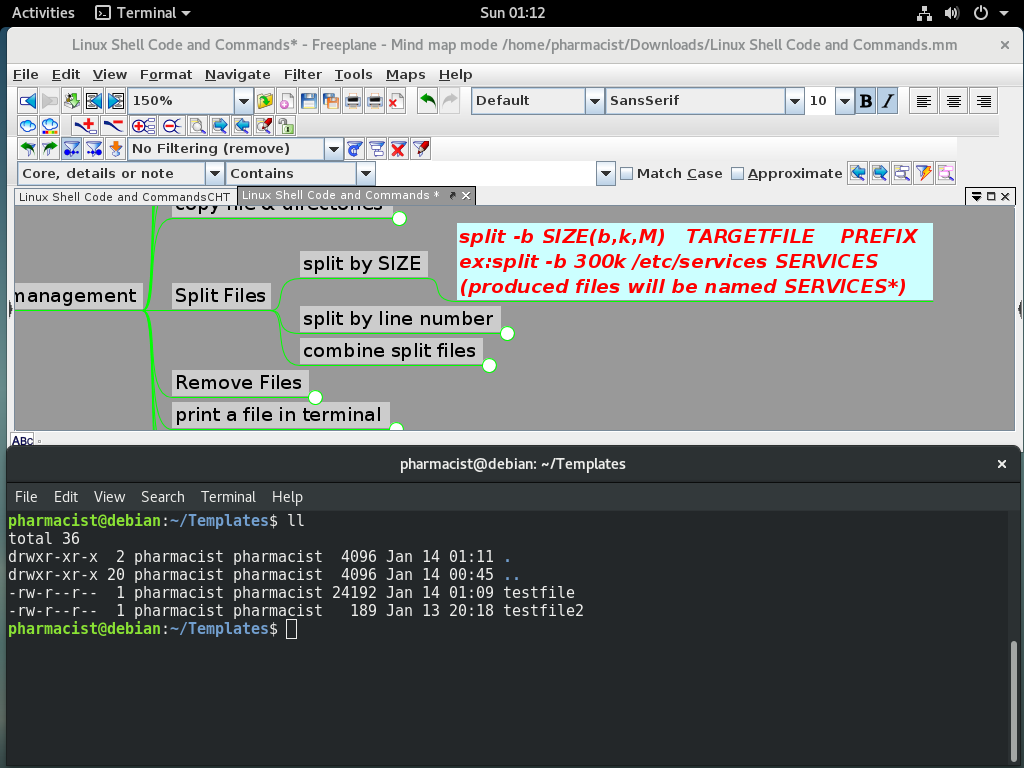 Activities Terminal Sun 01:12
Linux Shell Code and Commands* - Freeplane - Mind map mode /home/pharmacist/Downloads/Linux Shell Code and Commands.mm
File Edit View Format Navigate Filter Tools Maps Help
150% Default SansSerif 10 B I
No Filtering (remove)
Core, details or note Contains Match Case Approximate
Linux Shell Code and CommandsCHT Linux Shell Code and Commands *
copy file & directories
split -b SIZE(b,k,M) TARGETFILE PREFIX
ex:split -b 300k /etc/services SERVICES
(produced files will be named SERVICES*)
split by SIZE
management Split Files
split by line number
combine split files
Remove Files
print a file in terminal
ABC
pharmacist@debian: ~/Templates
File Edit View Search Terminal Help
pharmacist@debian:~/Templates$ ll
total 36
drwxr-xr-x  2 pharmacist pharmacist  4096 Jan 14 01:11 .
drwxr-xr-x 20 pharmacist pharmacist  4096 Jan 14 00:45 ..
-rw-r--r--  1 pharmacist pharmacist 24192 Jan 14 01:09 testfile
-rw-r--r--  1 pharmacist pharmacist   189 Jan 13 20:18 testfile2
pharmacist@debian:~/Templates$